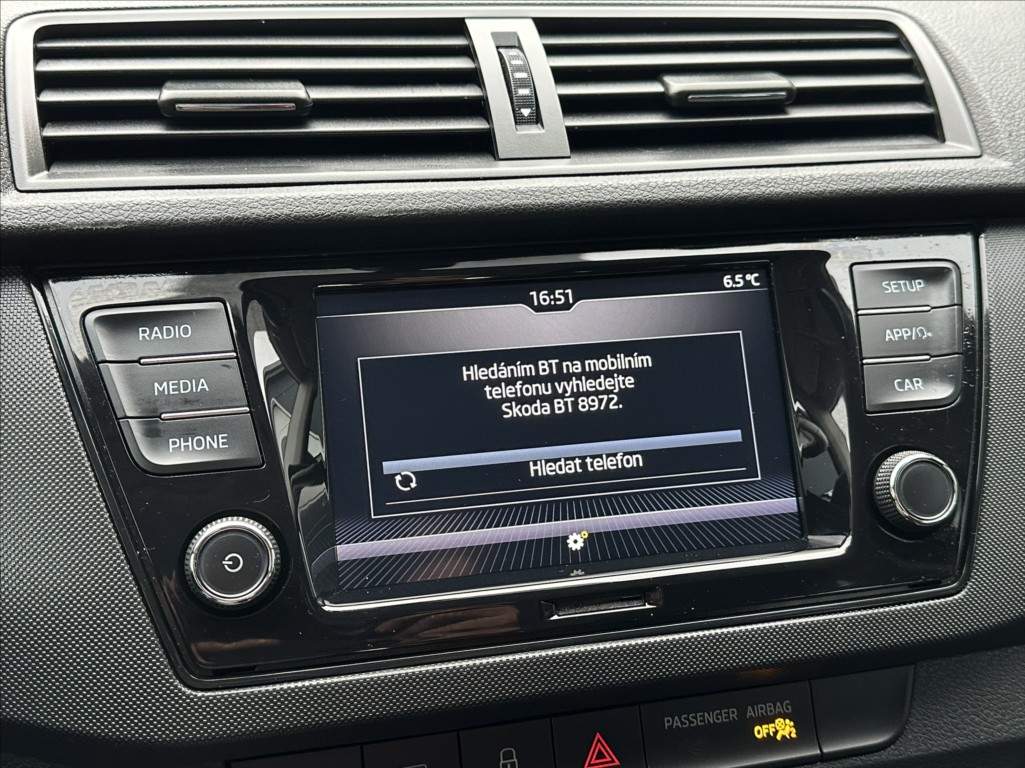 16:51
6.5 °C
RADIO
MEDIA
PHONE
SETUP
APP/
CAR
Hledáním BT na mobilním
telefonu vyhledejte
Skoda BT 8972.
Hledat telefon
PASSENGER AIRBAG
OFF
2